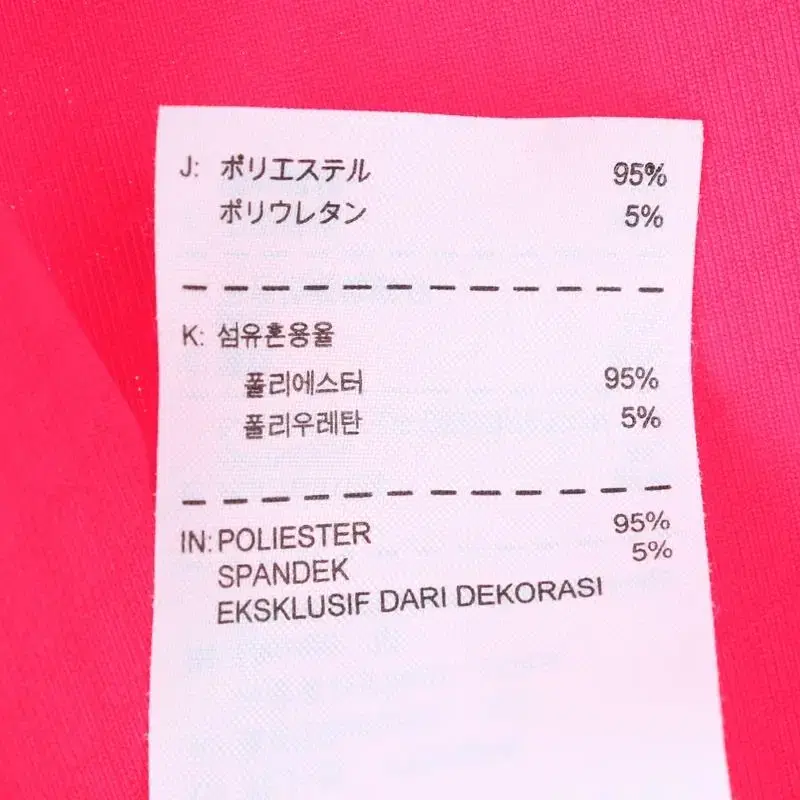 J: ポリエステル 95%
ポリウレタン 5%
K: 섬유혼용율
폴리에스터 95%
폴리우레탄 5%
IN: POLIESTER 95%
SPANDEK 5%
EKSKLUSIF DARI DEKORASI